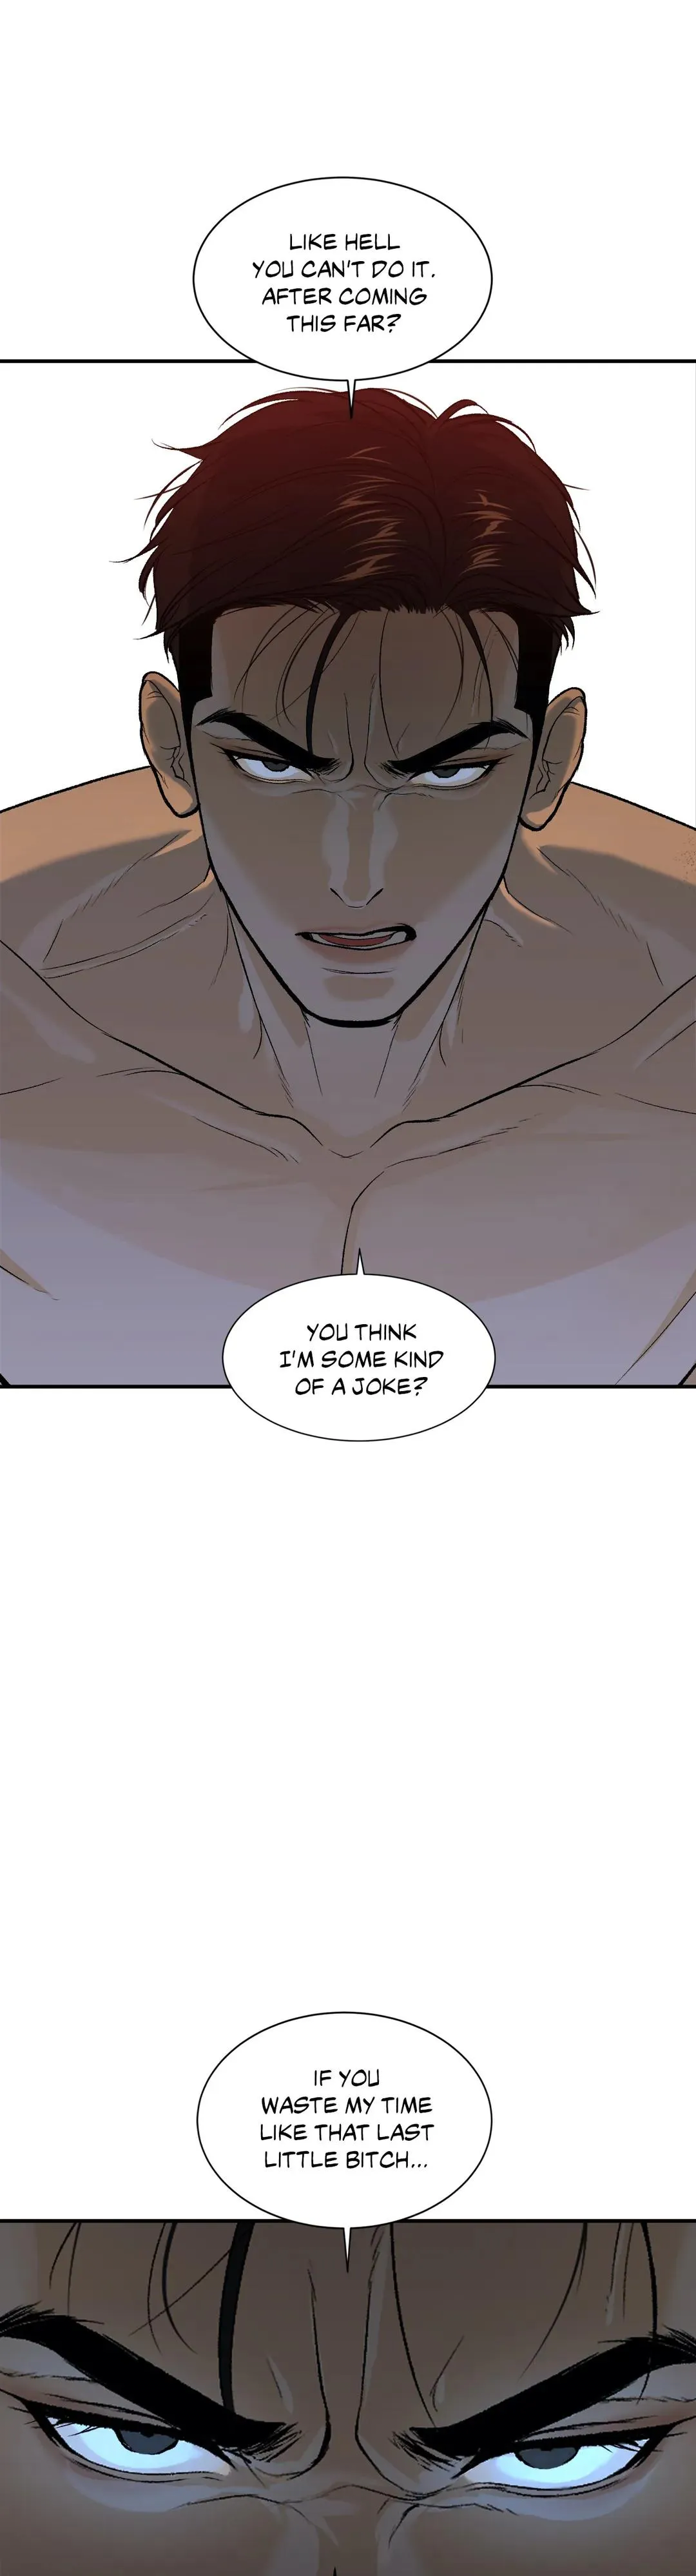 LIKE HELL
YOU CAN'T DO IT.
AFTER COMING
THIS FAR?
YOU THINK
I'M SOME KIND
OF A JOKE?
IF YOU
WASTE MY TIME
LIKE THAT LAST
LITTLE BITCH...